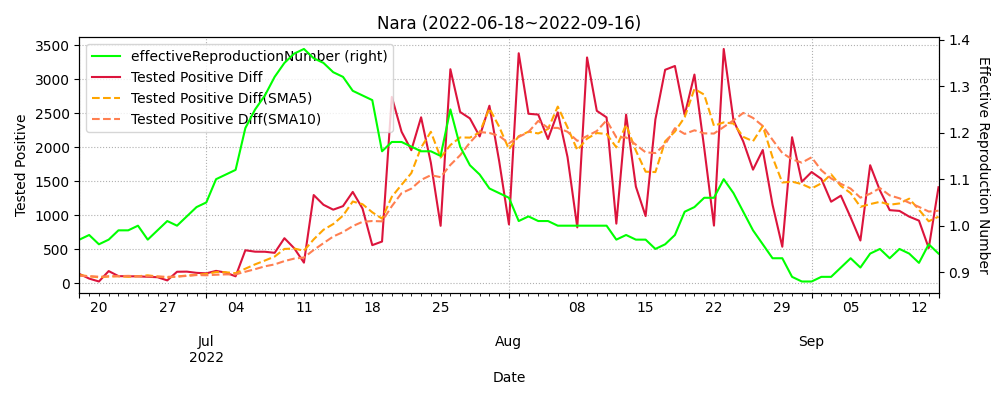 Nara (2022-06-18~2022-09-16)
effectiveReproductionNumber (right)
Tested Positive Diff
Tested Positive Diff(SMA5)
Tested Positive Diff(SMA10)
Tested Positive
3500
3000
2500
2000
1500
1000
500
0
1.4
1.3
1.2
1.1
1.0
0.9
Effective Reproduction Number
20 27 04 11 18 25 08 15 22 29 05 12
Jul Aug Sep
2022
Date